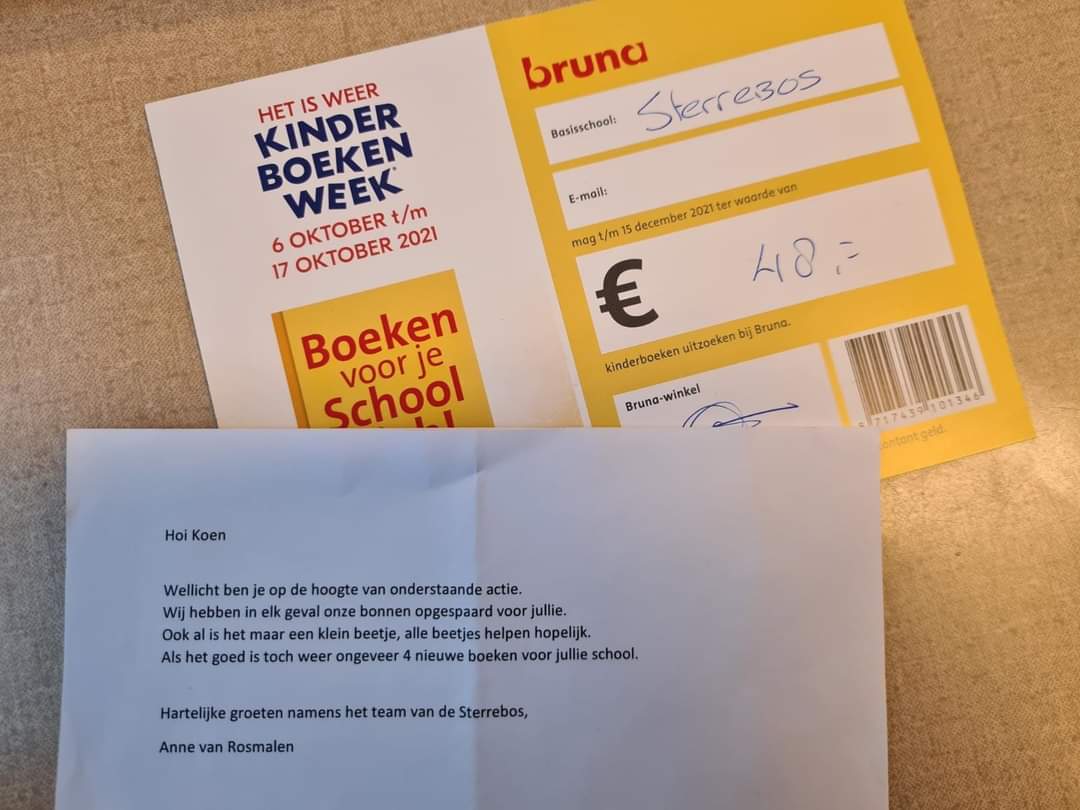 HET IS WEER
KINDER
BOEKEN
WEEK
6 OKTOBER t/m
17 OKTOBER 2021
Boeken
voor je
School
bruna
Basisschool: Sterrebos
E-mail:
mag t/m 15 december 2021 ter waarde van
€ 48,=
kinderboeken uitzoeken bij Bruna.
Bruna-winkel
717439 101346
contant geld.
Hoi Koen
Wellicht ben je op de hoogte van onderstaande actie.
Wij hebben in elk geval onze bonnen opgespaard voor jullie.
Ook al is het maar een klein beetje, alle beetjes helpen hopelijk.
Als het goed is toch weer ongeveer 4 nieuwe boeken voor jullie school.
Hartelijke groeten namens het team van de Sterrebos,
Anne van Rosmalen